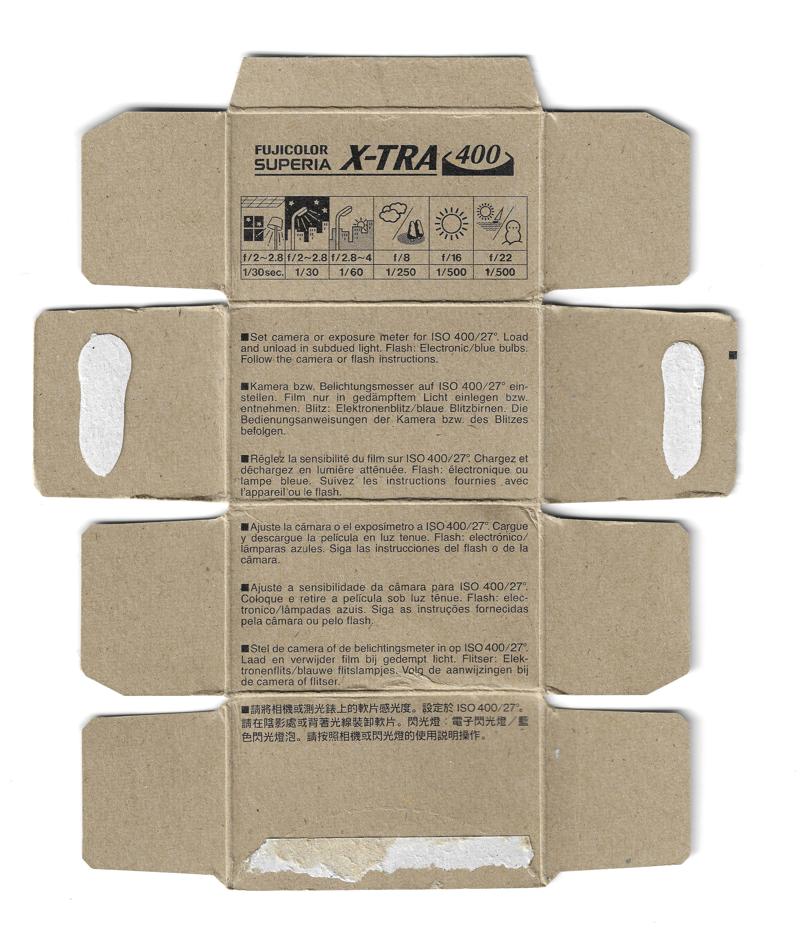 FUJICOLOR
SUPERIA X-TRA 400
f/2~2.8 f/2~2.8 f/2.8~4 f/8 f/16 f/22
1/30sec. 1/30 1/60 1/250 1/500 1/500
■Set camera or exposure meter for ISO 400/27°. Load
and unload in subdued light. Flash: Electronic/blue bulbs.
Follow the camera or flash instructions.
■Kamera bzw. Belichtungsmesser auf ISO 400/27° ein-
stellen. Film nur in gedämpftem Licht einlegen bzw.
entnehmen. Blitz: Elektronenblitz/blaue Blitzbirnen. Die
Bedienungsanweisungen der Kamera bzw. des Blitzes
befolgen.
■Réglez la sensibilité du film sur ISO 400/27°. Chargez et
déchargez en lumière atténuée. Flash: électronique ou
lampe bleue. Suivez les instructions fournies avec
l'appareil ou le flash.
■Ajuste la cámara o el exposímetro a ISO 400/27°. Cargue
y descargue la película en luz tenue. Flash: electrónico/
lámparas azules. Siga las instrucciones del flash o de la
cámara.
■Ajuste a sensibilidade da câmara para ISO 400/27°.
Coloque e retire a película sob luz tênue. Flash: elec-
tronico/lâmpadas azuis. Siga as instruções fornecidas
pela câmara ou pelo flash.
■Stel de camera of de belichtingsmeter in op ISO 400/27°.
Laad en verwijder film bij gedempt licht. Flitser: Elek-
tronenflits/blauwe flitslampjes. Volg de aanwijzingen bij
de camera of flitser.
■請將相機或測光錶上的軟片感光度。設定於 ISO 400/27°。
請在陰影處或背著光線裝卸軟片。閃光燈：電子閃光燈／藍
色閃光燈泡。請按照相機或閃光燈的使用説明操作。